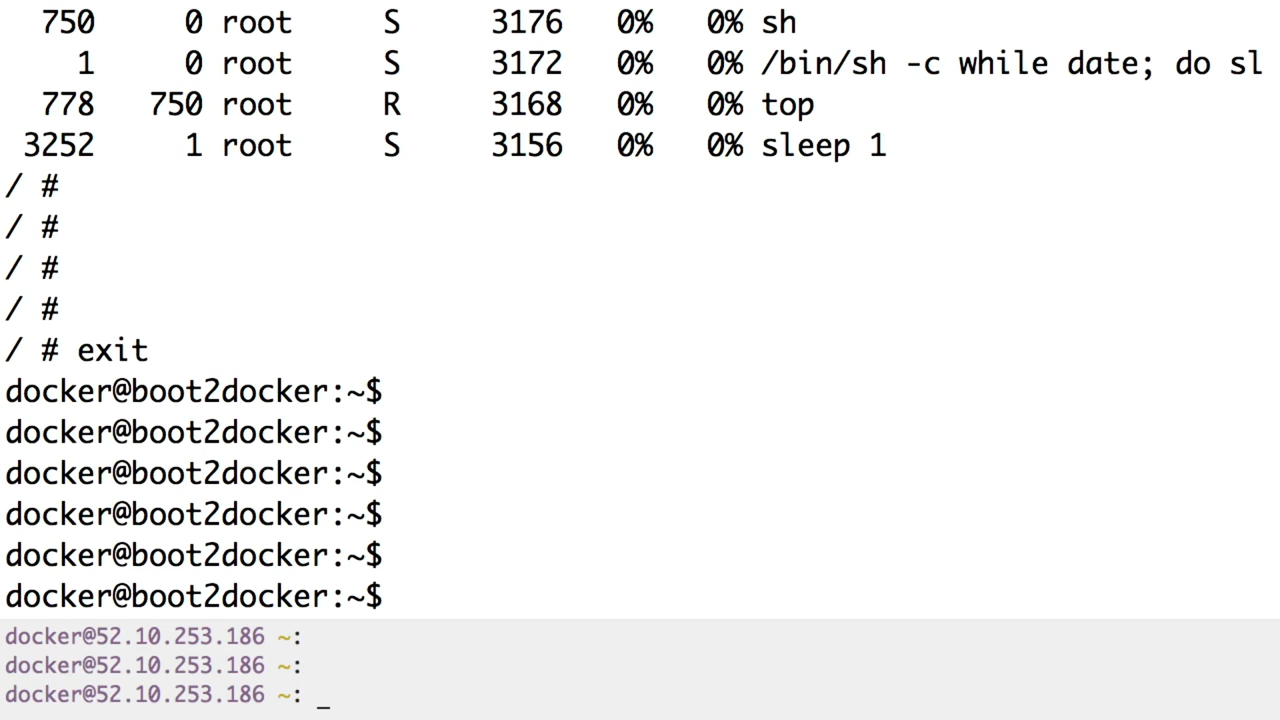 750 0 root S 3176 0% 0% sh
1 0 root S 3172 0% 0% /bin/sh -c while date; do sl
778 750 root R 3168 0% 0% top
3252 1 root S 3156 0% 0% sleep 1
/ #
/ #
/ #
/ #
/ # exit
docker@boot2docker:~$
docker@boot2docker:~$
docker@boot2docker:~$
docker@boot2docker:~$
docker@boot2docker:~$
docker@boot2docker:~$
docker@52.10.253.186 ~:
docker@52.10.253.186 ~:
docker@52.10.253.186 ~: _